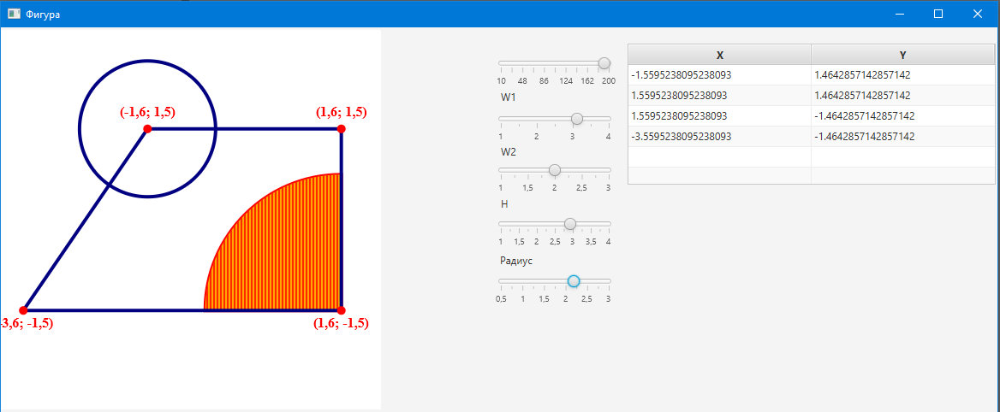 Фигура
(-1,6; 1,5) (1,6; 1,5)
-3,6; -1,5) (1,6; -1,5)
10 48 86 124 162 200
W1
1 2 3 4
W2
1 1,5 2 2,5 3
H
1 1,5 2 2,5 3 3,5 4
Радиус
0,5 1 1,5 2 2,5 3
X Y
-1.5595238095238093 1.4642857142857142
1.5595238095238093 1.4642857142857142
1.5595238095238093 -1.4642857142857142
-3.5595238095238093 -1.4642857142857142